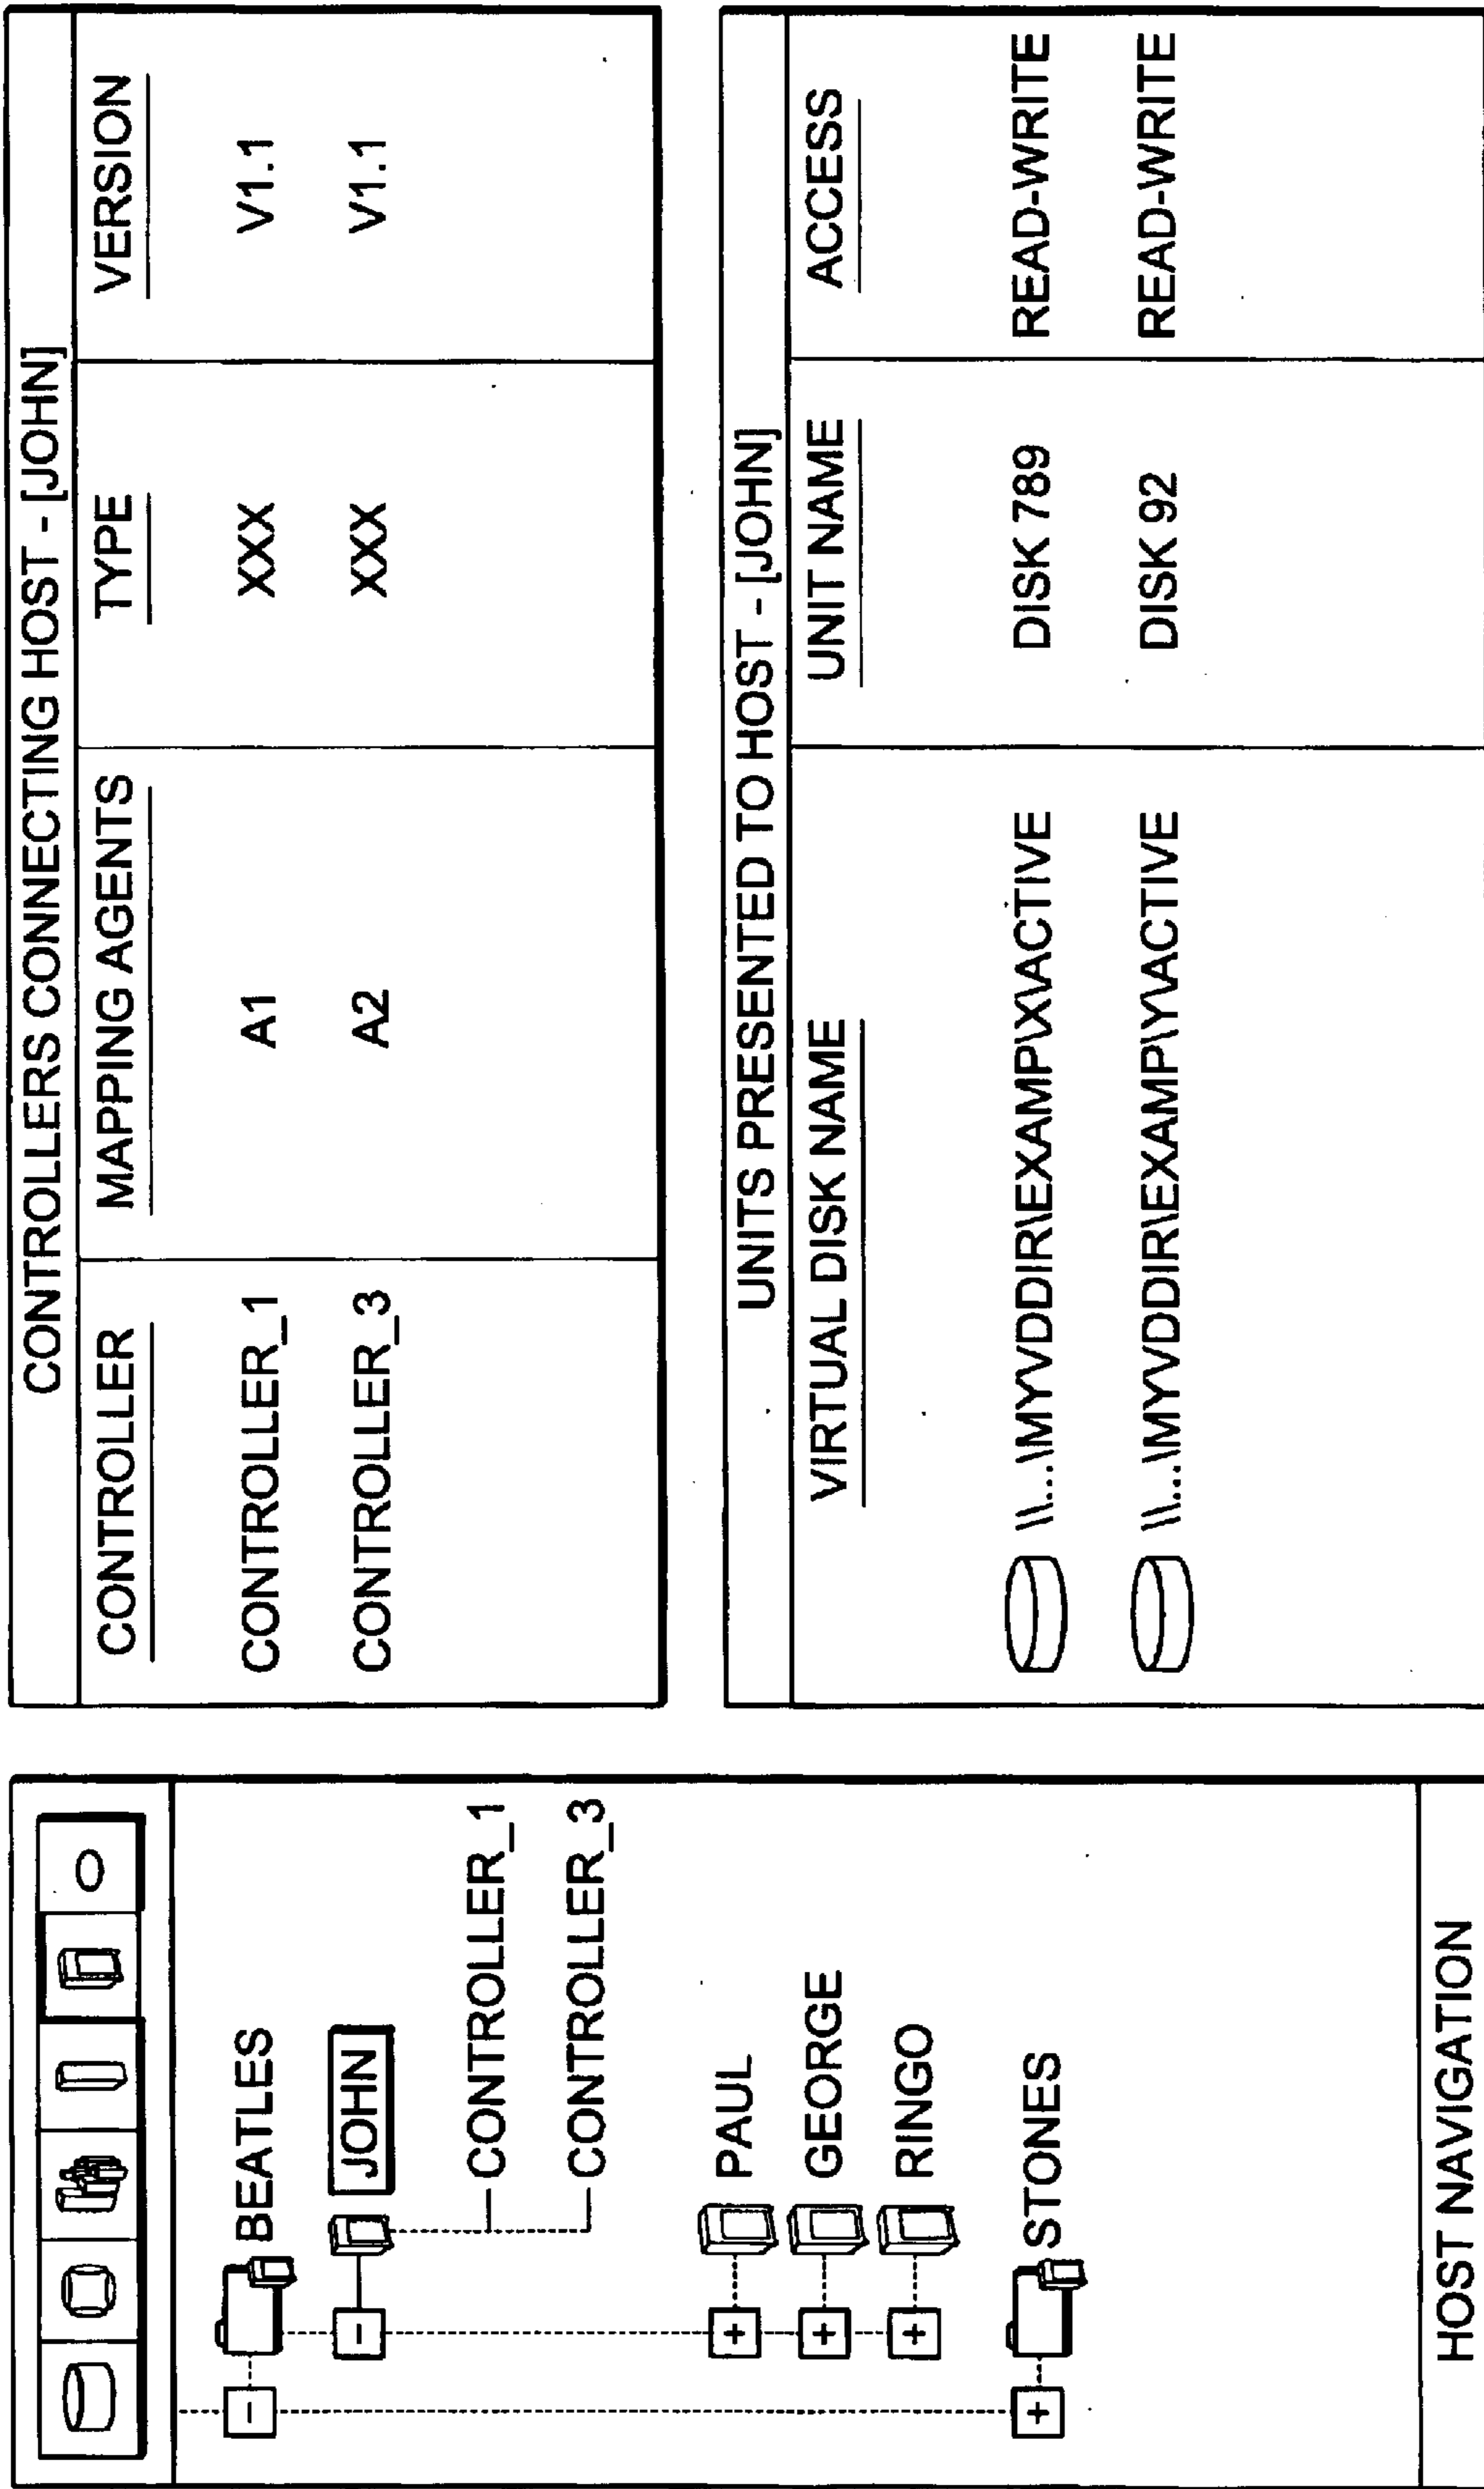 BEATLES
JOHN
CONTROLLER_1
CONTROLLER_3
PAUL
GEORGE
RINGO
STONES
HOST NAVIGATION
CONTROLLERS CONNECTING HOST - [JOHN]
CONTROLLER MAPPING AGENTS TYPE VERSION
CONTROLLER_1 A1 XXX V1.1
CONTROLLER_3 A2 XXX V1.1
UNITS PRESENTED TO HOST - [JOHN]
VIRTUAL DISK NAME UNIT NAME ACCESS
\\...\MYVDDIR\EXAMP\X\ACTIVE DISK 789 READ-WRITE
\\...\MYVDDIR\EXAMP\Y\ACTIVE DISK 92 READ-WRITE